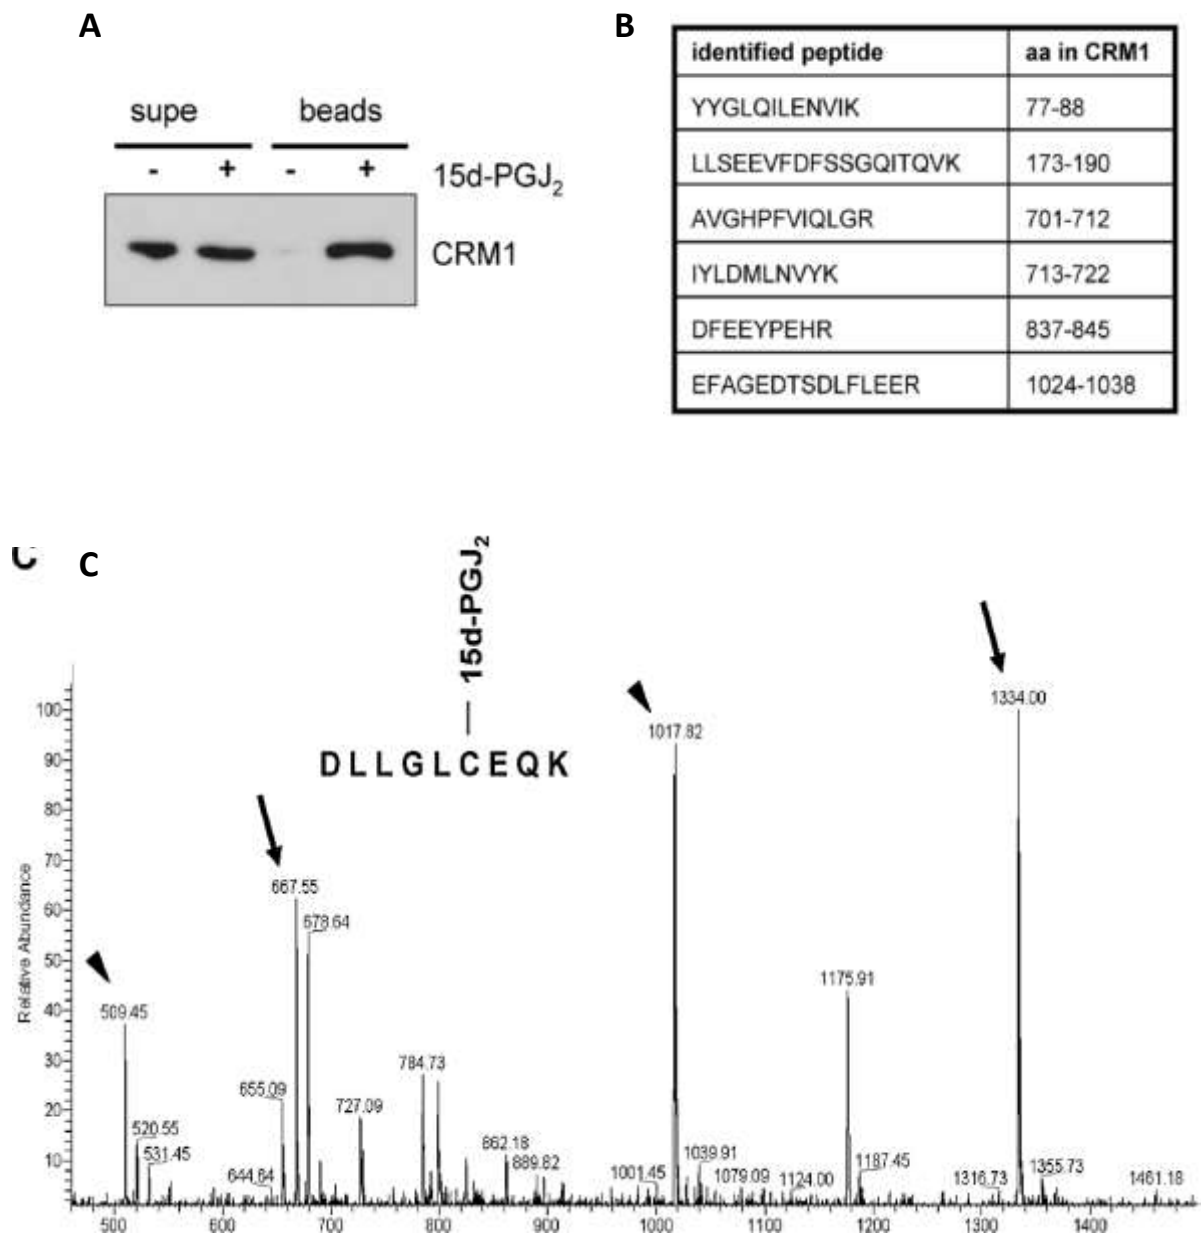 A
supe beads
- + - + 15d-PGJ2
CRM1
B
identified peptide aa in CRM1
YYGLQILENVIK 77-88
LLSEEVFDFSSGQITQVK 173-190
AVGHPFVIQLGR 701-712
IYLDMLNVYK 713-722
DFEEYPEHR 837-845
EFAGEDTSDLFLEER 1024-1038
C
C
15d-PGJ2
DLLGLCEQK
Relative Abundance
100
90
80
70
60
50
40
30
20
10
509.45
520.55
531.45
644.64
655.09
667.55
678.64
727.09
784.73
862.18
889.82
1001.45
1017.82
1039.91
1079.09
1124.00
1175.91
1187.45
1316.73
1334.00
1355.73
1461.18
500 600 700 800 900 1000 1100 1200 1300 1400